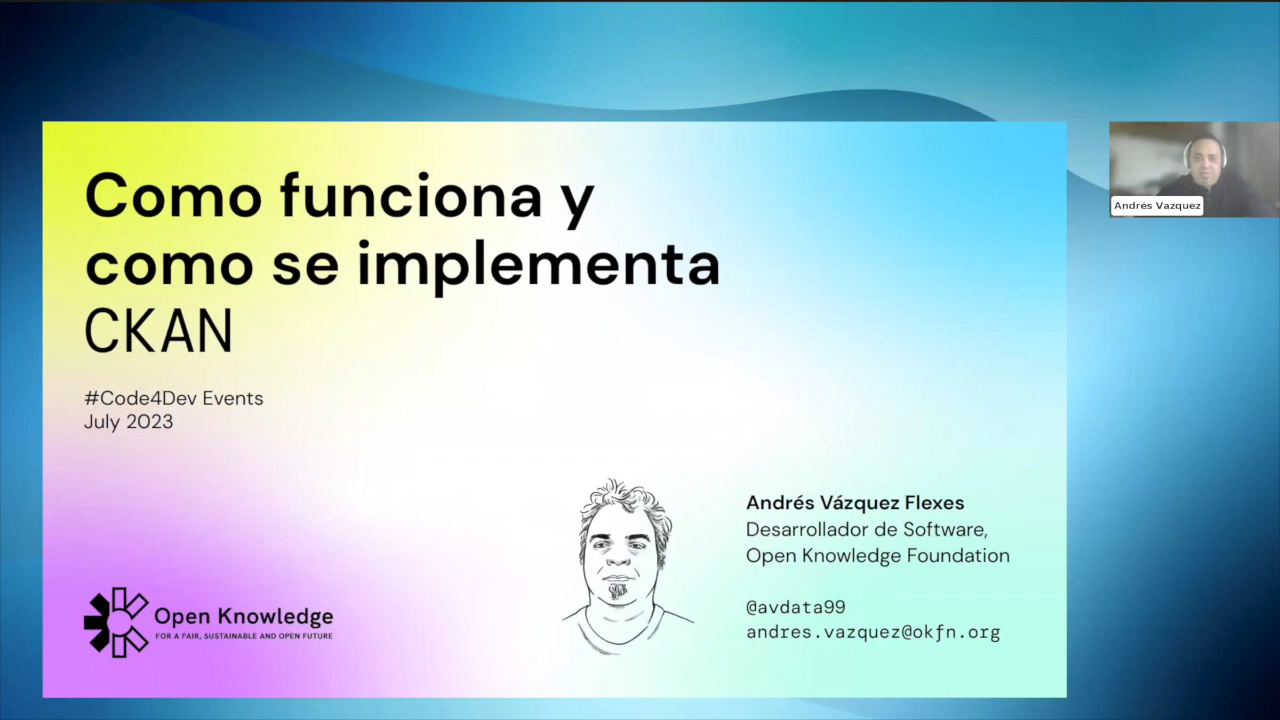 Como funciona y
como se implementa
CKAN
#Code4Dev Events
July 2023
Andrés Vazquez
Andrés Vázquez Flexes
Desarrollador de Software,
Open Knowledge Foundation
@avdata99
andres.vazquez@okfn.org
Open Knowledge
FOR A FAIR, SUSTAINABLE AND OPEN FUTURE